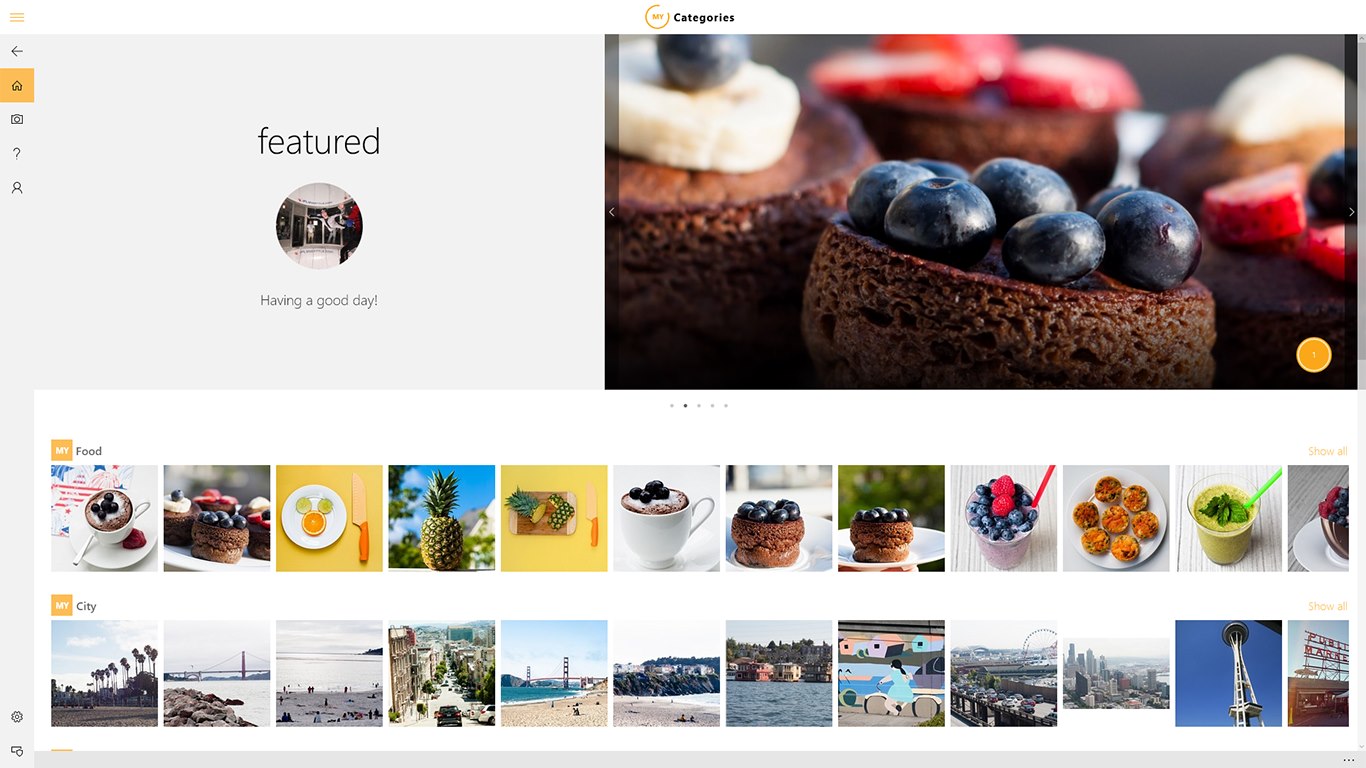 MY Categories
featured
Having a good day!
1
MY Food
Show all
MY City
Show all